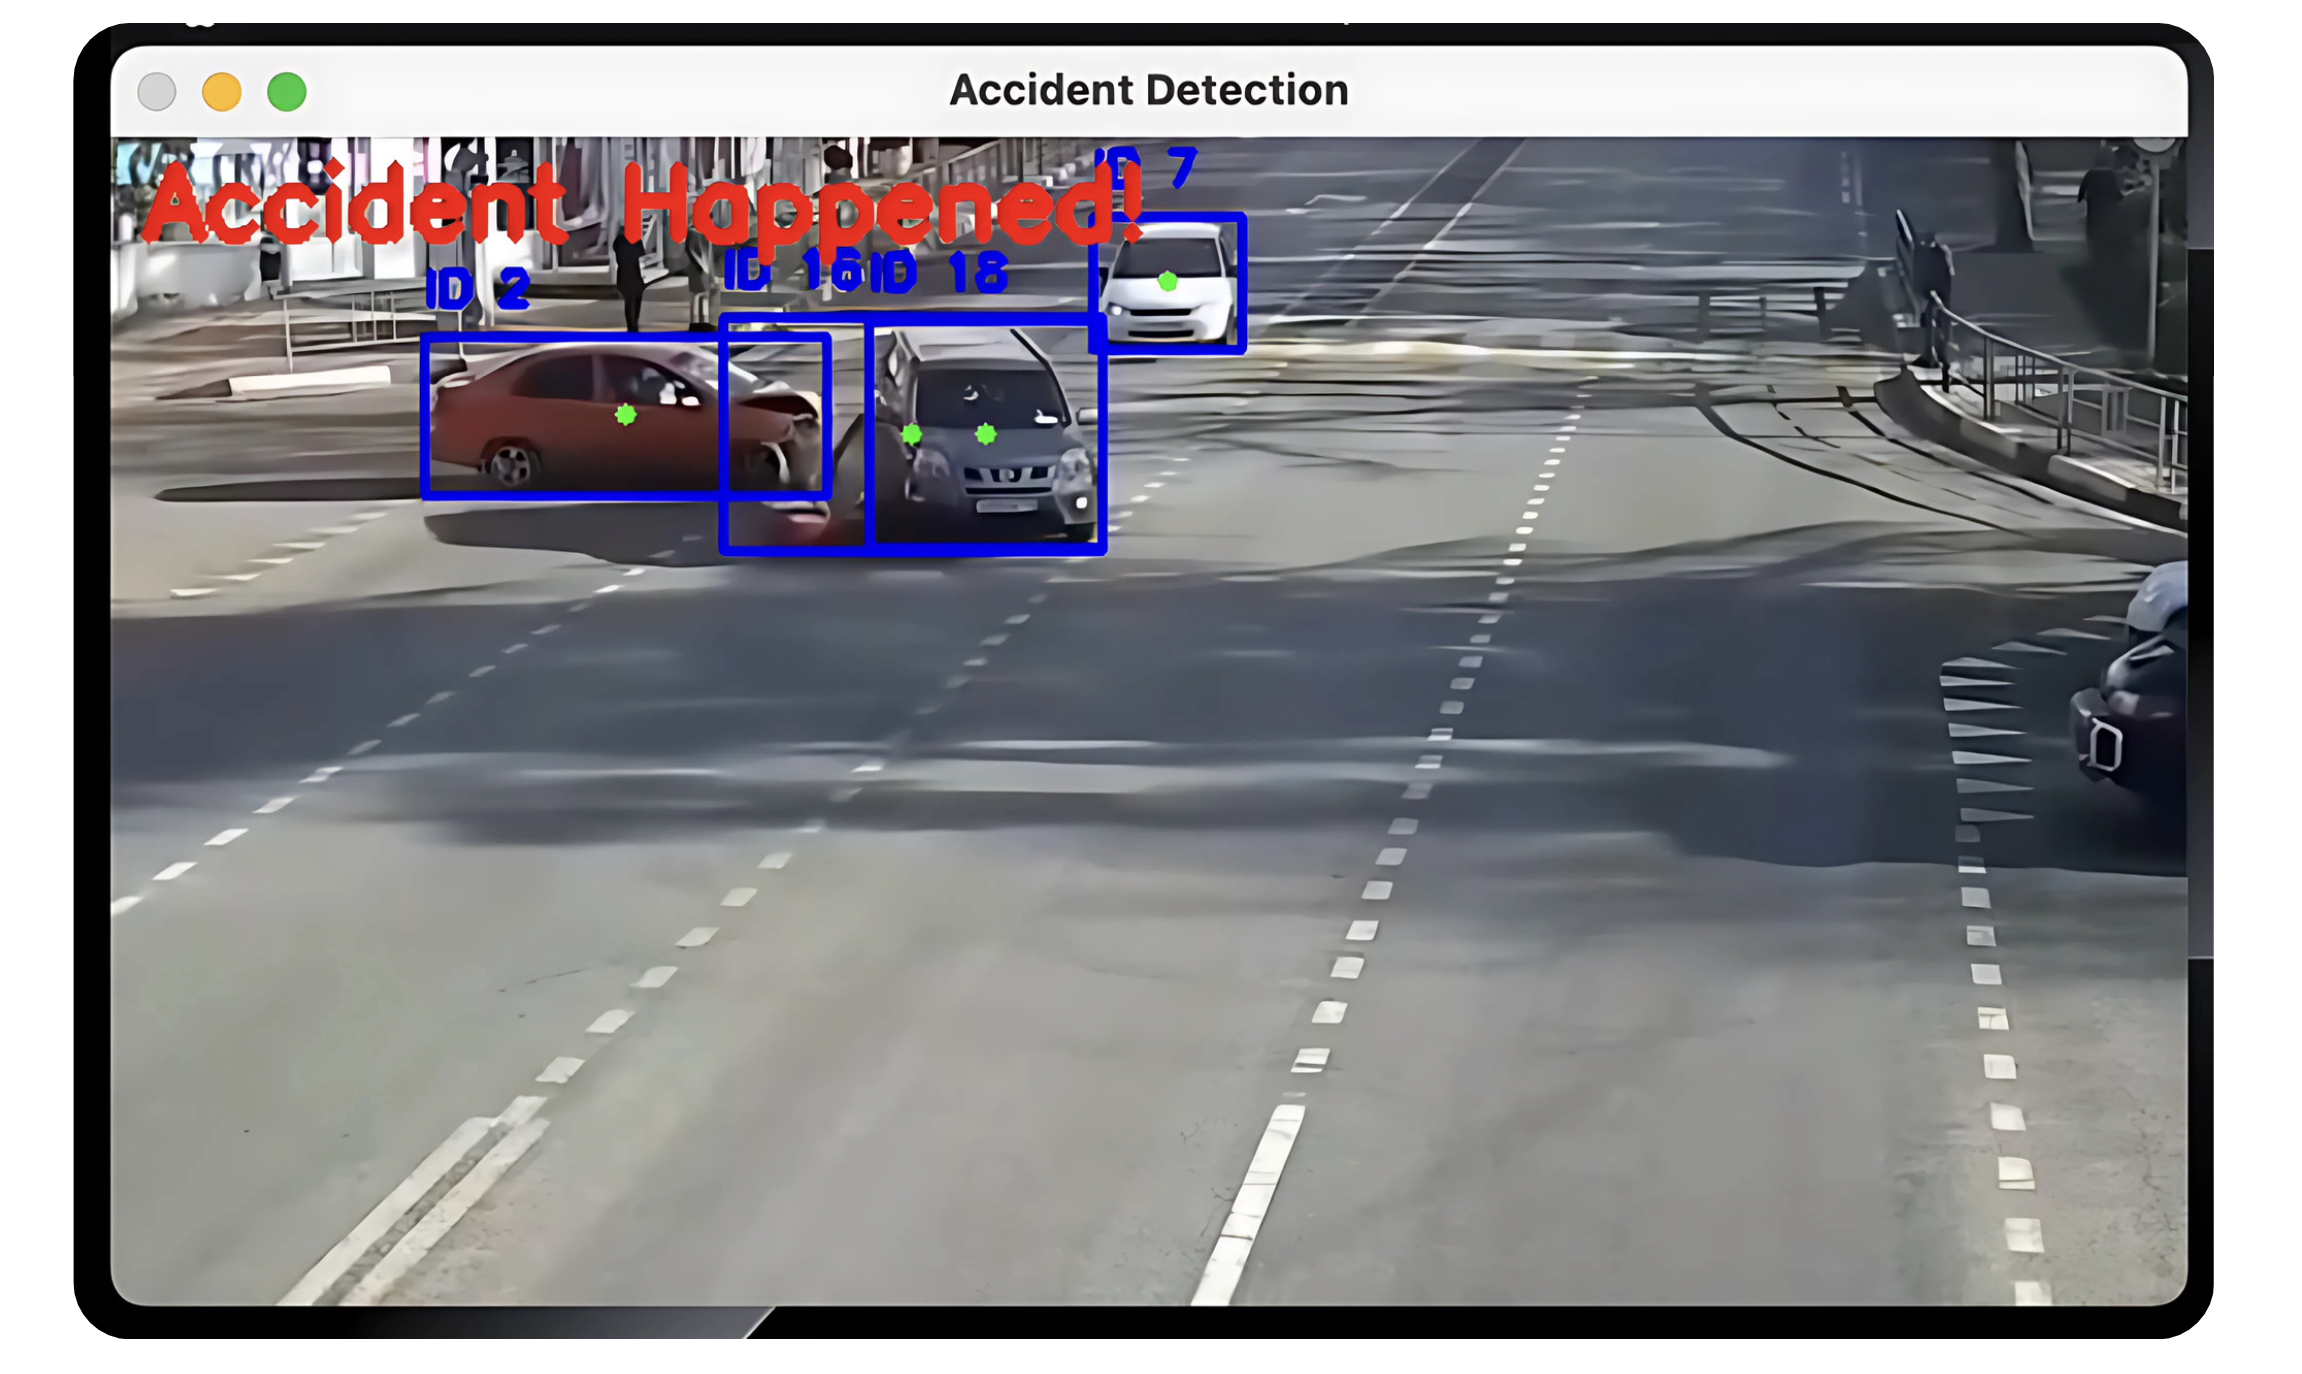 Accident Detection
Accident Happened!
ID 7
ID 2
ID 16
ID 18